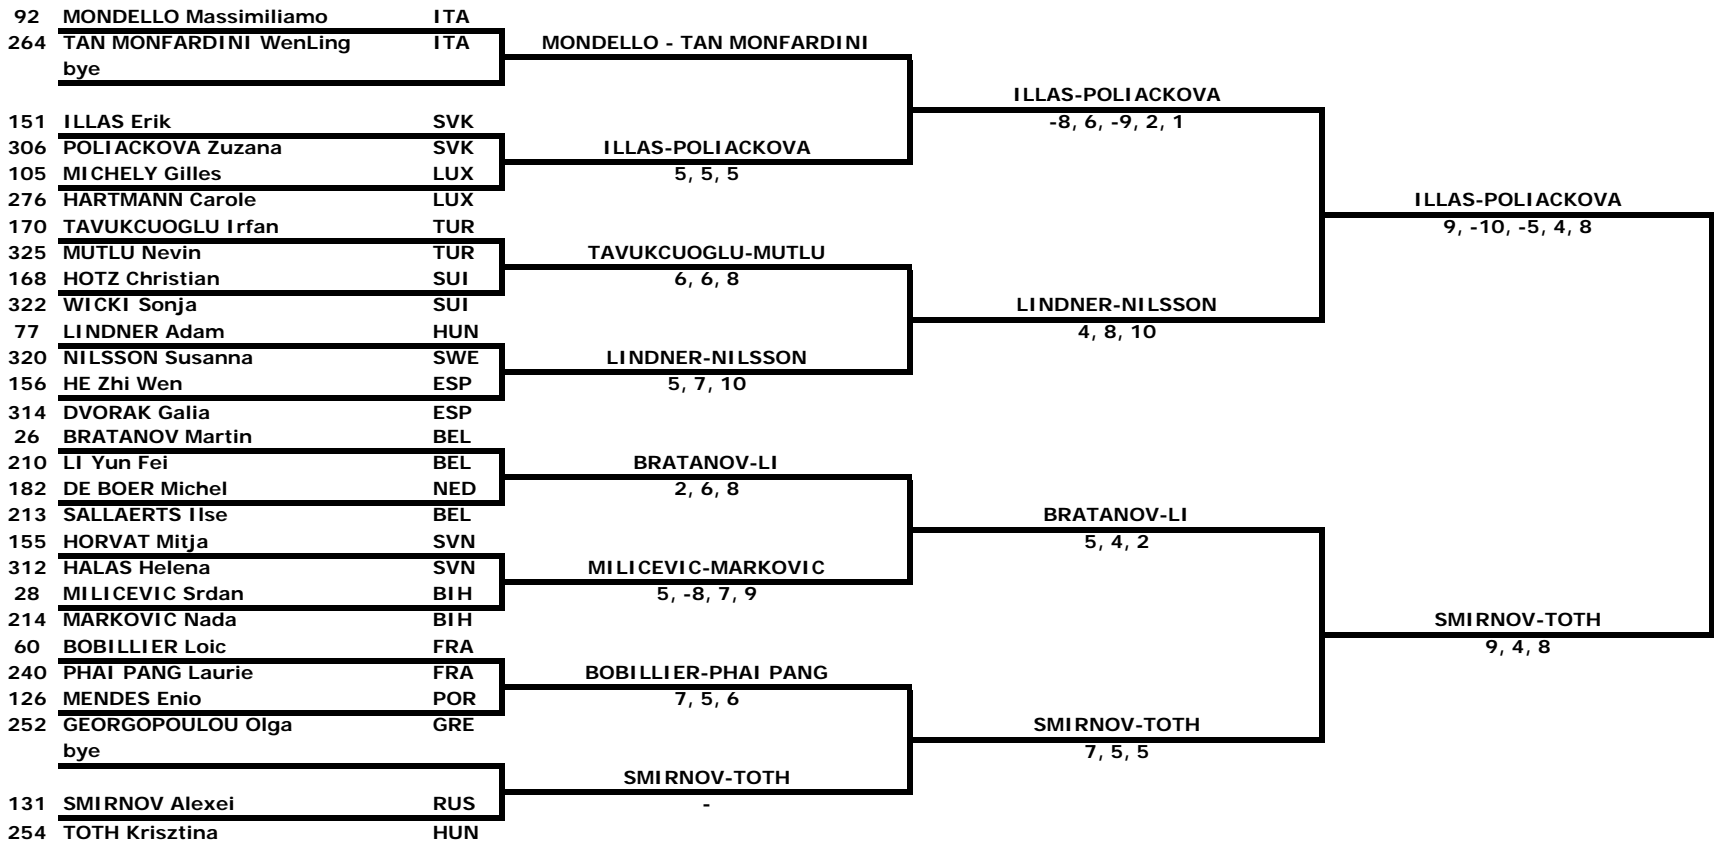 92 MONDELLO Massimiliamo ITA
264 TAN MONFARDINI WenLing ITA
bye
151 ILLAS Erik SVK
306 POLIACKOVA Zuzana SVK
105 MICHELY Gilles LUX
276 HARTMANN Carole LUX
170 TAVUKCUOGLU Irfan TUR
325 MUTLU Nevin TUR
168 HOTZ Christian SUI
322 WICKI Sonja SUI
77 LINDNER Adam HUN
320 NILSSON Susanna SWE
156 HE Zhi Wen ESP
314 DVORAK Galia ESP
26 BRATANOV Martin BEL
210 LI Yun Fei BEL
182 DE BOER Michel NED
213 SALLAERTS Ilse BEL
155 HORVAT Mitja SVN
312 HALAS Helena SVN
28 MILICEVIC Srdan BIH
214 MARKOVIC Nada BIH
60 BOBILLIER Loic FRA
240 PHAI PANG Laurie FRA
126 MENDES Enio POR
252 GEORGOPOULOU Olga GRE
bye
131 SMIRNOV Alexei RUS
254 TOTH Krisztina HUN
MONDELLO - TAN MONFARDINI
ILLAS-POLIACKOVA
5, 5, 5
TAVUKCUOGLU-MUTLU
6, 6, 8
LINDNER-NILSSON
5, 7, 10
BRATANOV-LI
2, 6, 8
MILICEVIC-MARKOVIC
5, -8, 7, 9
BOBILLIER-PHAI PANG
7, 5, 6
SMIRNOV-TOTH
-
ILLAS-POLIACKOVA
-8, 6, -9, 2, 1
LINDNER-NILSSON
4, 8, 10
BRATANOV-LI
5, 4, 2
SMIRNOV-TOTH
7, 5, 5
ILLAS-POLIACKOVA
9, -10, -5, 4, 8
SMIRNOV-TOTH
9, 4, 8